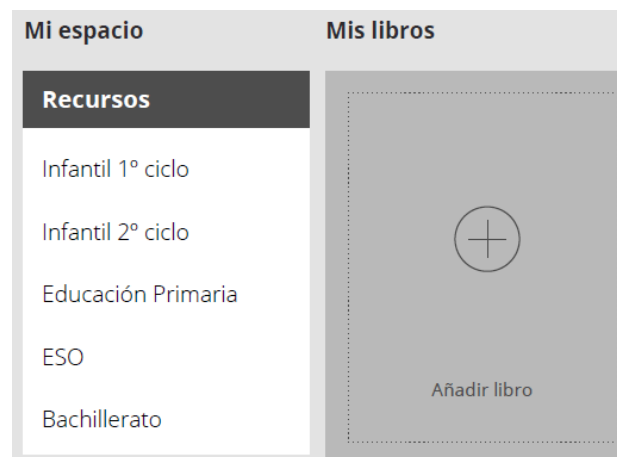 Mi espacio
Mis libros
Recursos
Infantil 1º ciclo
Infantil 2º ciclo
Educación Primaria
ESO
Bachillerato
Añadir libro